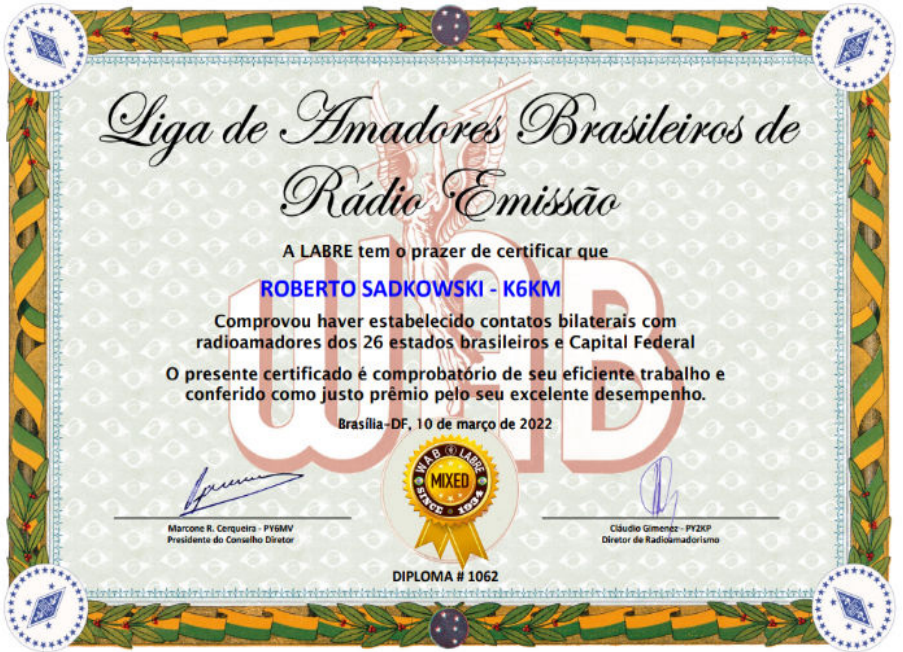 Liga de Amadores Brasileiros de
Rádio Emissão
A LABRE tem o prazer de certificar que
ROBERTO SADKOWSKI - K6KM
Comprovou haver estabelecido contatos bilaterais com
radioamadores dos 26 estados brasileiros e Capital Federal
O presente certificado é comprobatório de seu eficiente trabalho e
conferido como justo prêmio pelo seu excelente desempenho.
Brasília-DF, 10 de março de 2022
WAB
WAB LABRE
MIXED
SINCE 1934
Marcone R. Cerqueira - PY6MV
Presidente do Conselho Diretor
Cláudio Gimenez - PY2KP
Diretor de Radioamadorismo
DIPLOMA # 1062